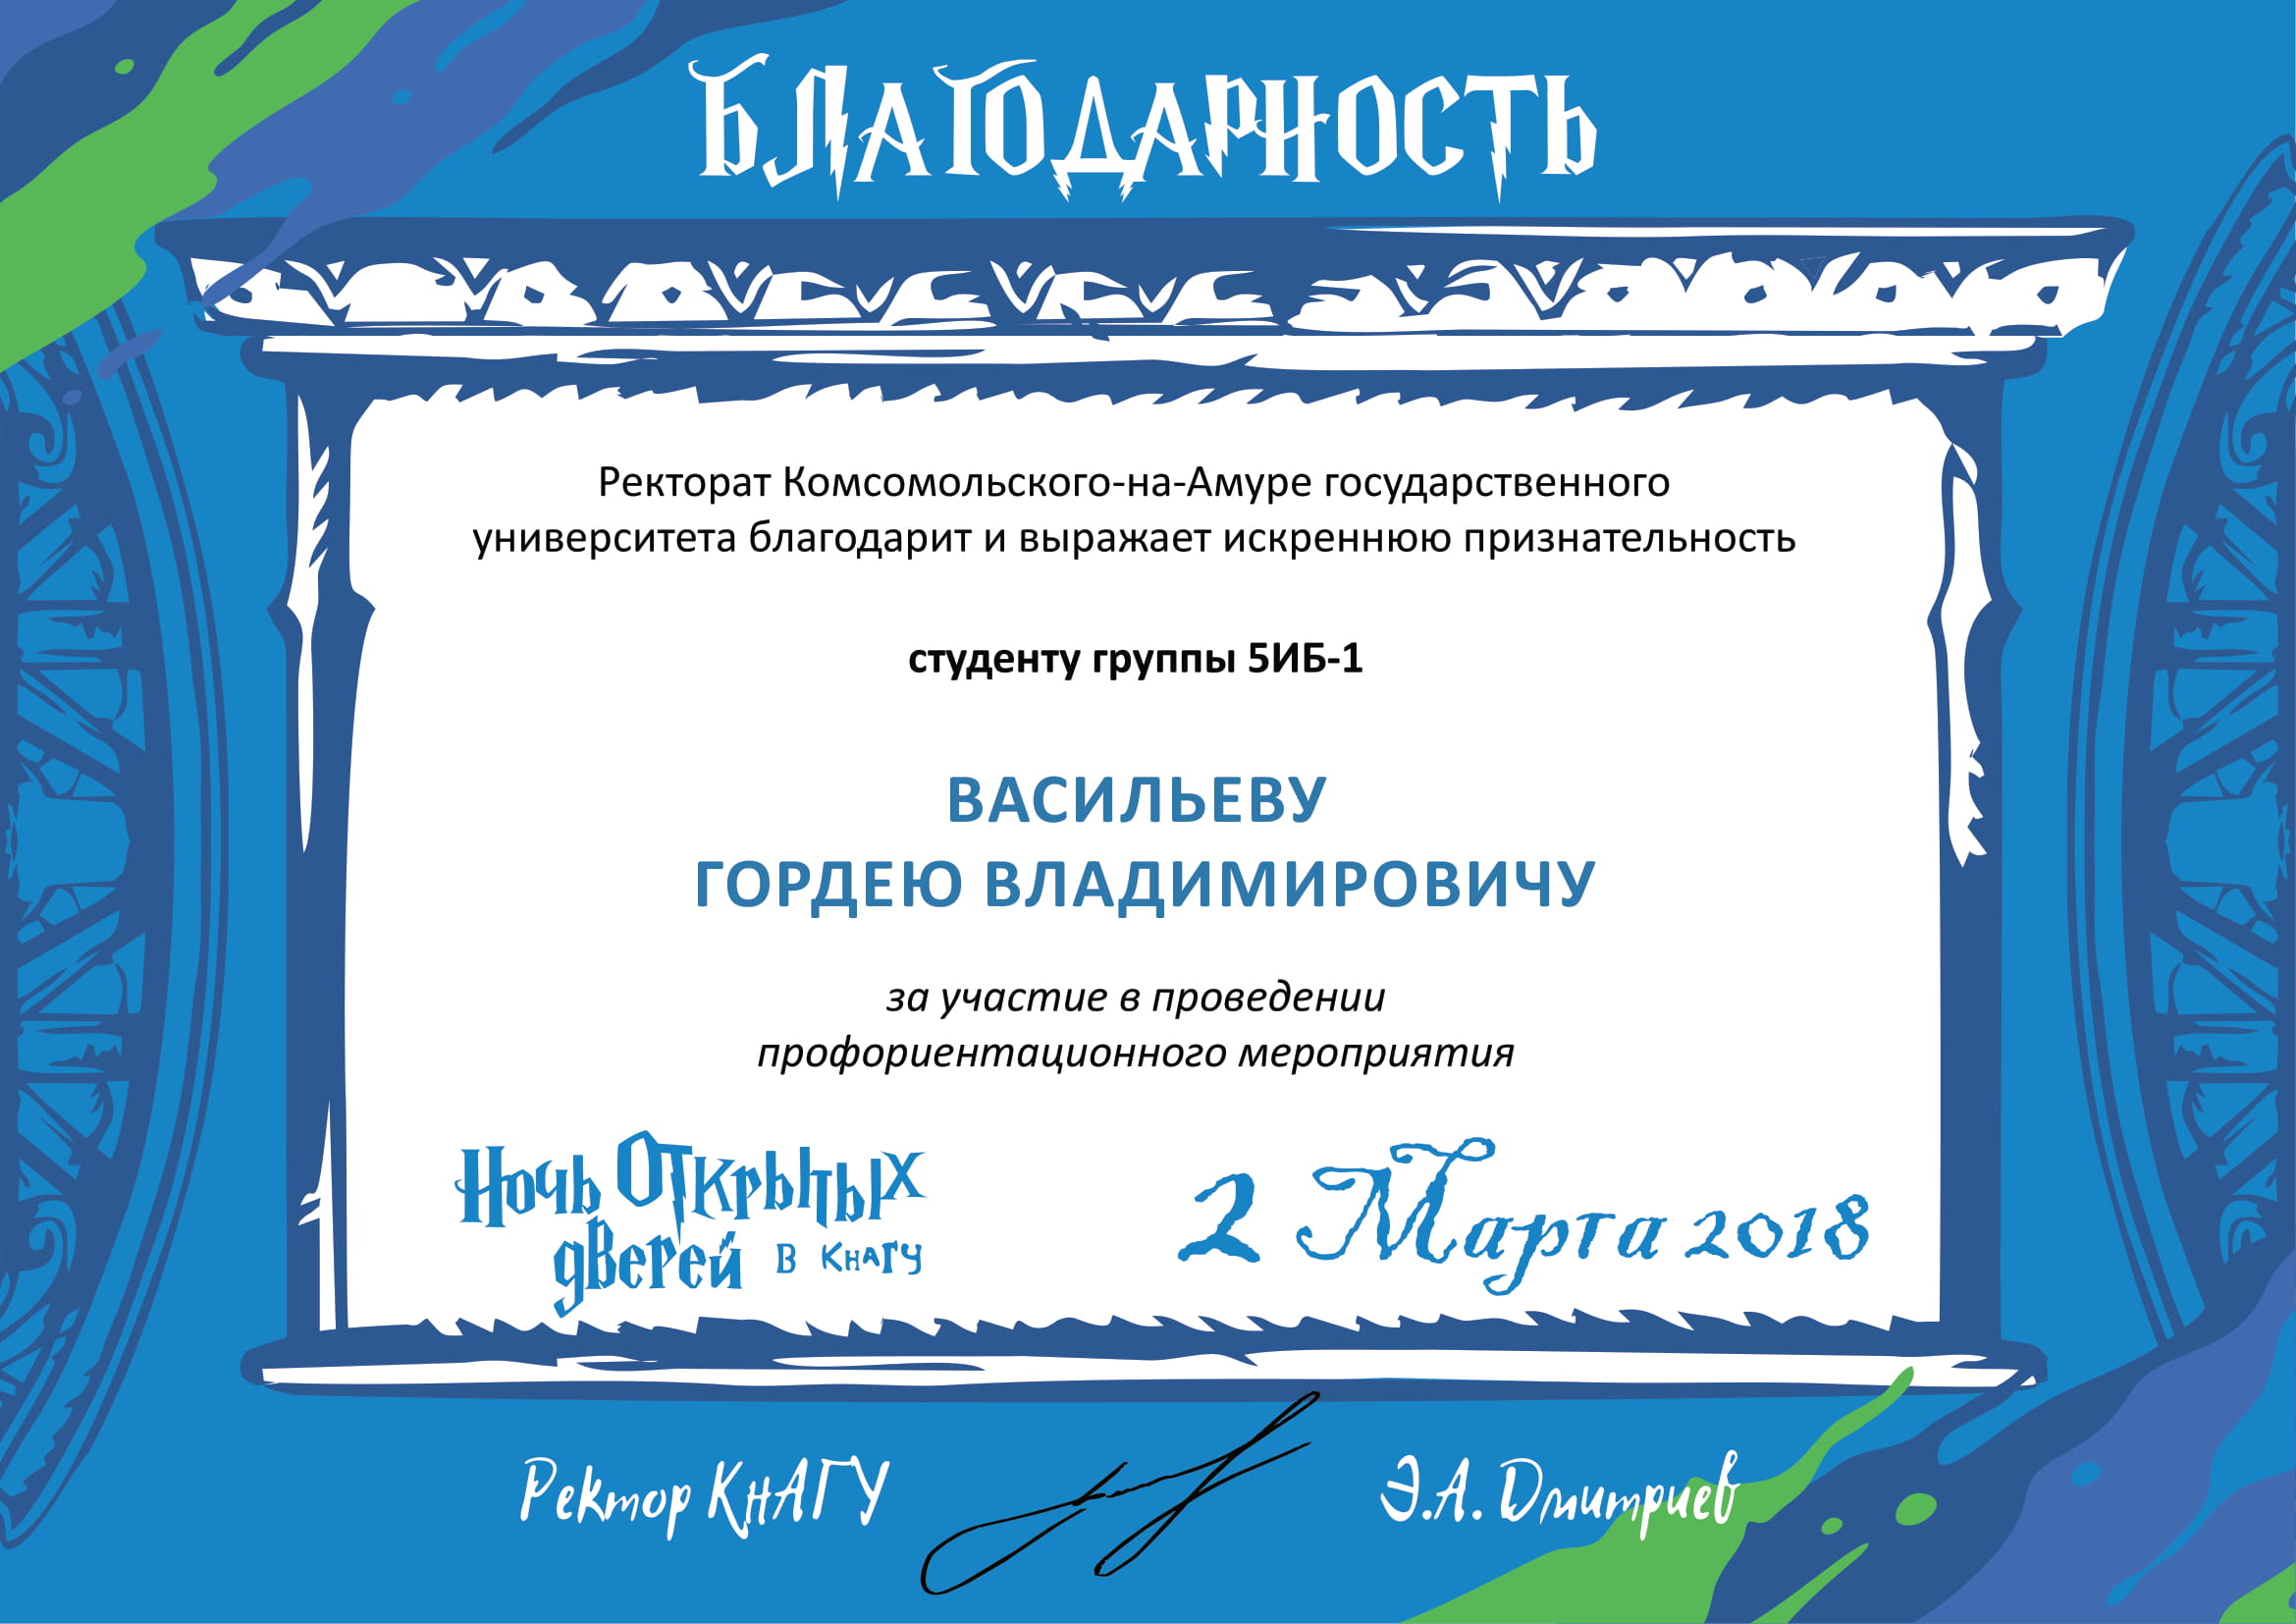 БЛАГОДАРНОСТЬ
Ректорат Комсомольского-на-Амуре государственного
университета благодарит и выражает искреннюю признательность
студенту группы 5ИБ-1
ВАСИЛЬЕВУ
ГОРДЕЮ ВЛАДИМИРОВИЧУ
за участие в проведении
профориентационного мероприятия
Ночь Открытых
дверей в КнАГУ
2 Марта 2018
Ректор КНАГУ
Э.А. Дмитриев